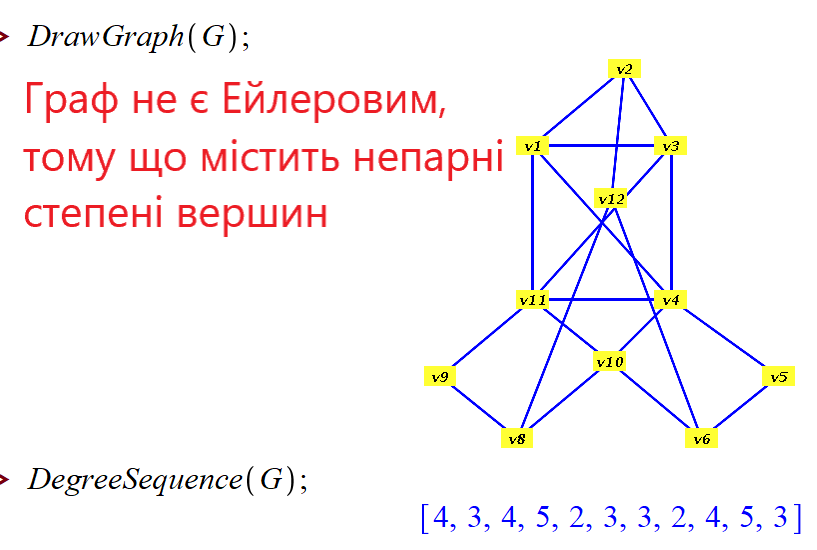 > DrawGraph(G);
Граф не є Ейлеровим,
тому що містить непарні
степені вершин
v2
v1 v3
v12
v11 v4
v10
v9 v5
v8 v6
> DegreeSequence(G);
[4, 3, 4, 5, 2, 3, 3, 2, 4, 5, 3]